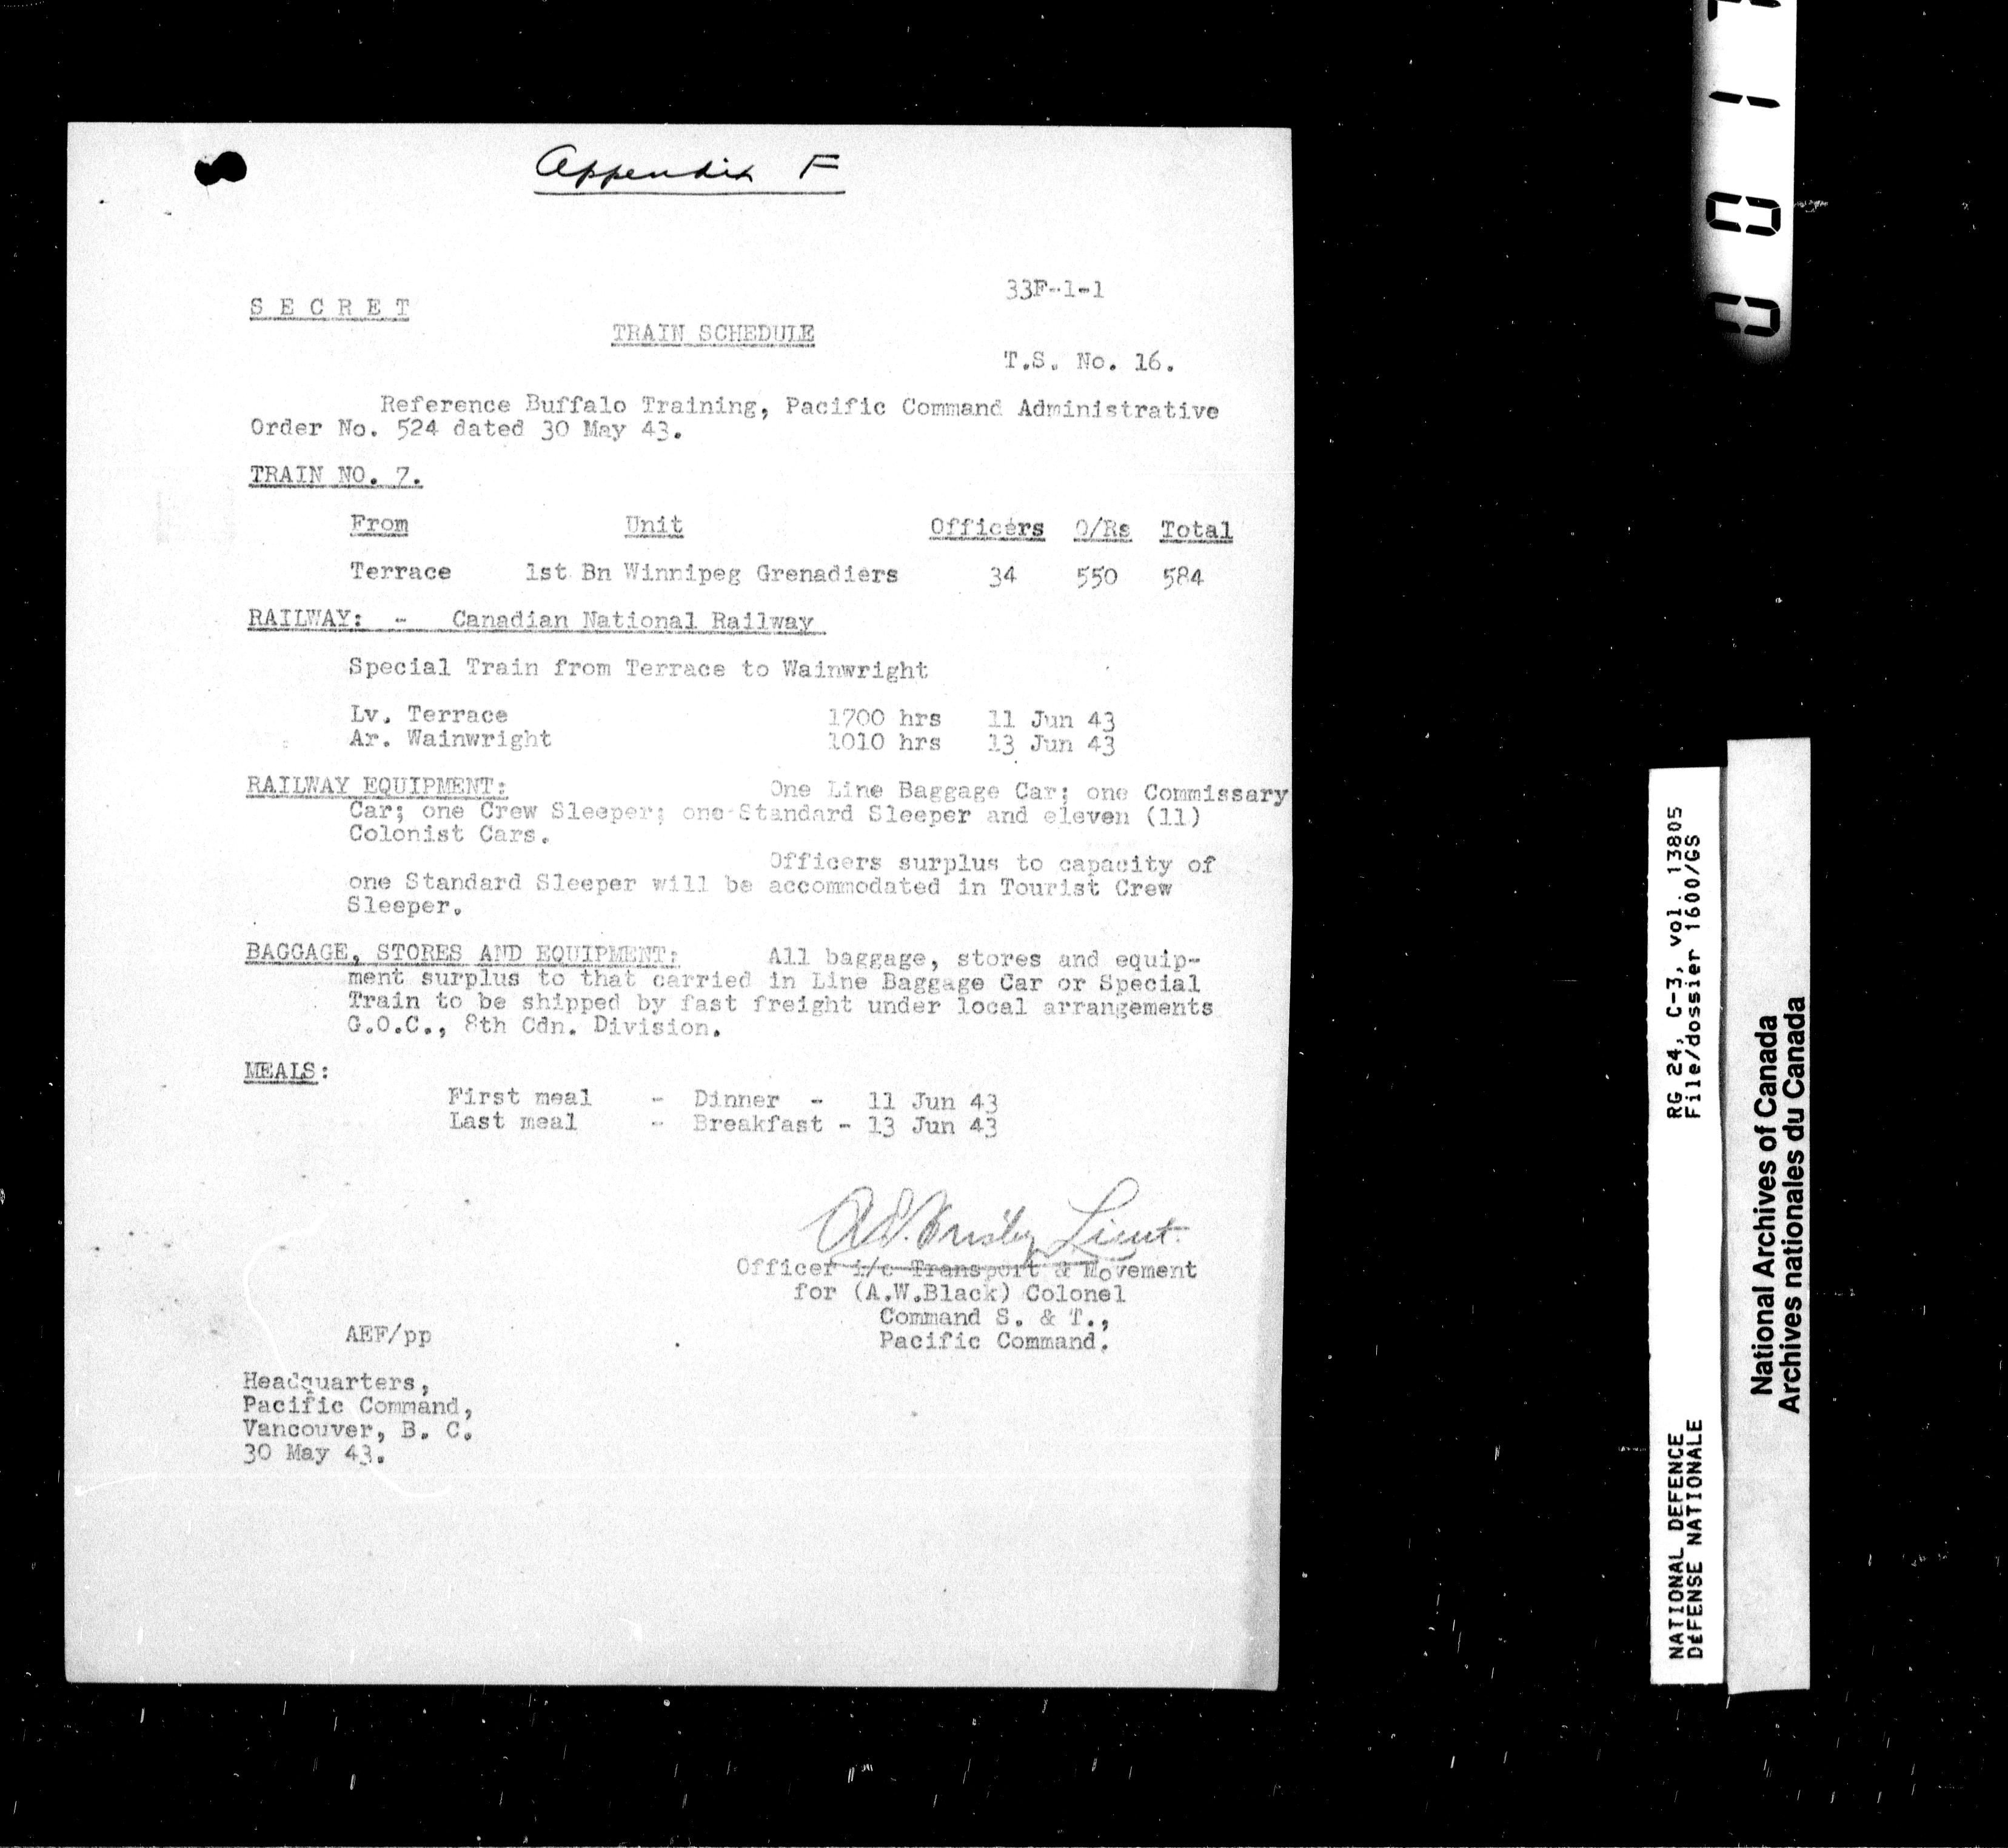 Appendix F
33F-1-1
S E C R E T
TRAIN SCHEDULE
T.S. No. 16.
Reference Buffalo Training, Pacific Command Administrative
Order No. 524 dated 30 May 43.
TRAIN NO. 7.
From Unit Officers O/Rs Total
Terrace 1st Bn Winnipeg Grenadiers 34 550 584
RAILWAY: - Canadian National Railway
Special Train from Terrace to Wainwright
Lv. Terrace 1700 hrs 11 Jun 43
Ar. Wainwright 1010 hrs 13 Jun 43
RAILWAY EQUIPMENT: One Line Baggage Car; one Commissary
Car; one Crew Sleeper; one Standard Sleeper and eleven (11)
Colonist Cars.
Officers surplus to capacity of
one Standard Sleeper will be accommodated in Tourist Crew
Sleeper.
BAGGAGE, STORES AND EQUIPMENT: All baggage, stores and equip-
ment surplus to that carried in Line Baggage Car or Special
Train to be shipped by fast freight under local arrangements
G.O.C., 8th Cdn. Division.
MEALS:
First meal - Dinner - 11 Jun 43
Last meal - Breakfast - 13 Jun 43
Lieut.
Officer i/c Transport & Movement
for (A.W.Black) Colonel
Command S. & T.,
Pacific Command.
AEF/pp
Headquarters,
Pacific Command,
Vancouver, B. C.
30 May 43.
NATIONAL DEFENCE RG 24, C-3, vol. 13805
DÉFENSE NATIONALE File/dossier 1600/GS
National Archives of Canada
Archives nationales du Canada